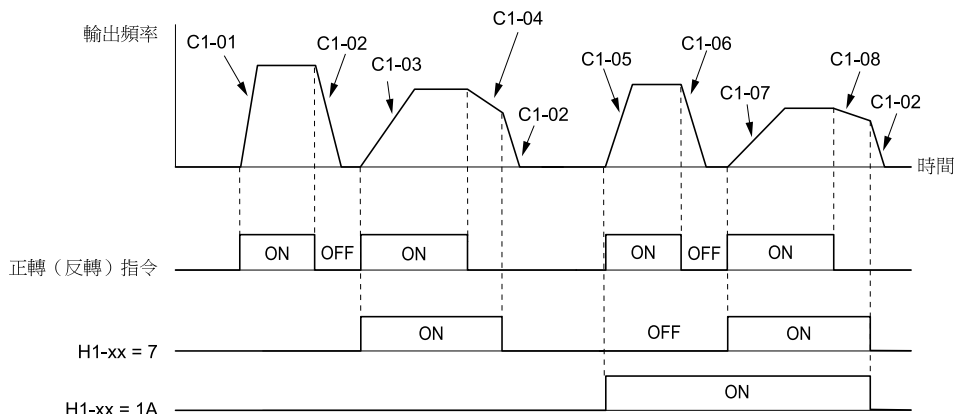 輸出頻率
C1-01
C1-02
C1-03
C1-04
C1-02
C1-05
C1-06
C1-07
C1-08
C1-02
時間
正轉（反轉）指令
ON
OFF
ON
ON
OFF
ON
H1-xx = 7
ON
OFF
ON
H1-xx = 1A
ON